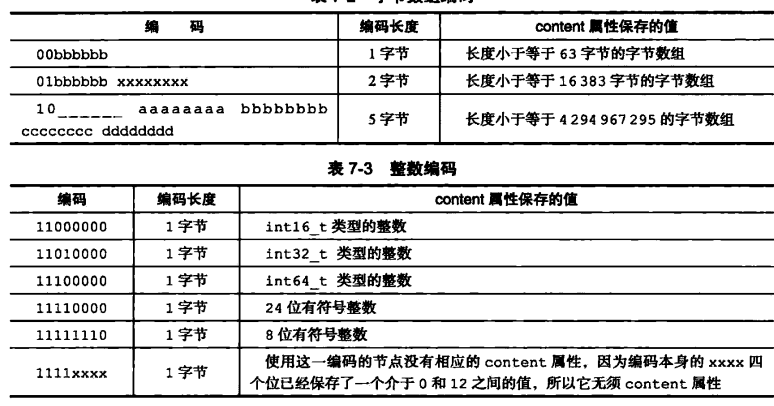 编 码 编码长度 content 属性保存的值
00bbbbbb 1 字节 长度小于等于 63 字节的字节数组
01bbbbbb xxxxxxxx 2 字节 长度小于等于 16 383 字节的字节数组
10______ aaaaaaaa bbbbbbbb
cccccccc dddddddd 5 字节 长度小于等于 4 294 967 295 的字节数组
表 7-3 整数编码
编码 编码长度 content 属性保存的值
11000000 1 字节 int16_t 类型的整数
11010000 1 字节 int32_t 类型的整数
11100000 1 字节 int64_t 类型的整数
11110000 1 字节 24 位有符号整数
11111110 1 字节 8 位有符号整数
1111xxxx 1 字节 使用这一编码的节点没有相应的 content 属性，因为编码本身的 xxxx 四
个位已经保存了一个介于 0 和 12 之间的值，所以它无须 content 属性